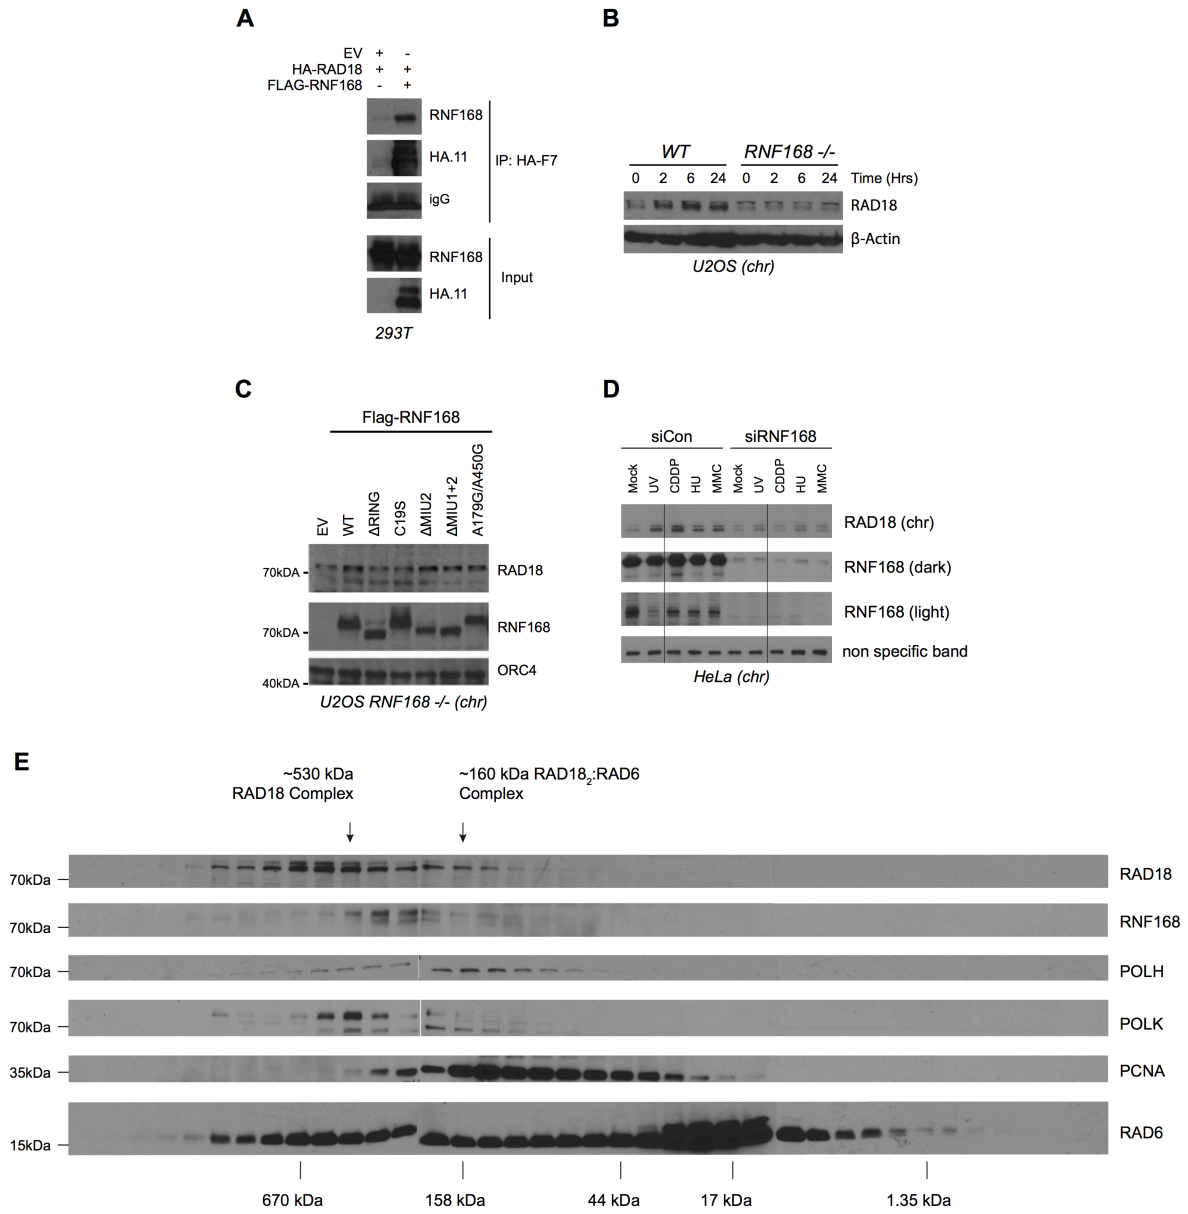 A
EV + -
HA-RAD18 + +
FLAG-RNF168 - +
RNF168
HA.11
igG
IP: HA-F7
RNF168
HA.11
Input
293T
B
WT RNF168 -/-
0 2 6 24 0 2 6 24 Time (Hrs)
RAD18
β-Actin
U2OS (chr)
C
Flag-RNF168
EV WT ΔRING C19S ΔMIU2 ΔMIU1+2 A179G/A450G
70kDA RAD18
70kDA RNF168
40kDA ORC4
U2OS RNF168 -/- (chr)
D
siCon siRNF168
Mock UV CDDP HU MMC Mock UV CDDP HU MMC
RAD18 (chr)
RNF168 (dark)
RNF168 (light)
non specific band
HeLa (chr)
E
~530 kDa
RAD18 Complex
~160 kDa RAD18₂:RAD6
Complex
70kDa RAD18
70kDa RNF168
70kDa POLH
70kDa POLK
35kDa PCNA
15kDa RAD6
670 kDa 158 kDa 44 kDa 17 kDa 1.35 kDa